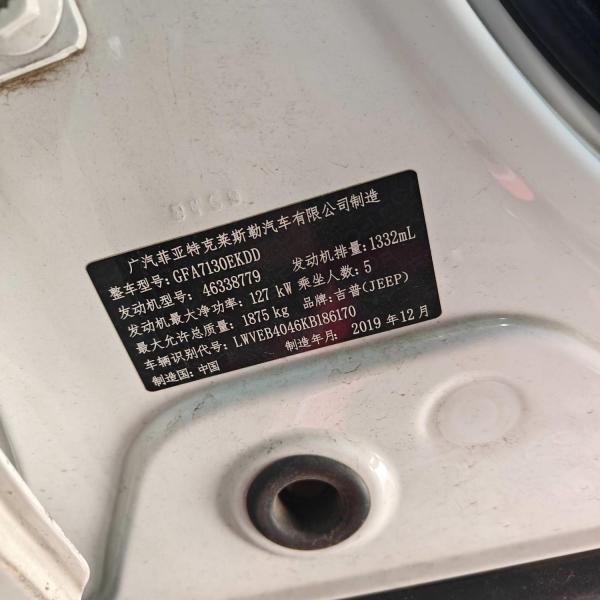 广汽菲亚特克莱斯勒汽车有限公司制造
整车型号: GFA7130EKDD
发动机型号: 46338779 发动机排量: 1332mL
发动机最大净功率: 127 kW 乘坐人数: 5
最大允许总质量: 1875 kg 品牌: 吉普(JEEP)
车辆识别代号: LWVEB4046KB186170
制造国: 中国 制造年月: 2019 年 12 月